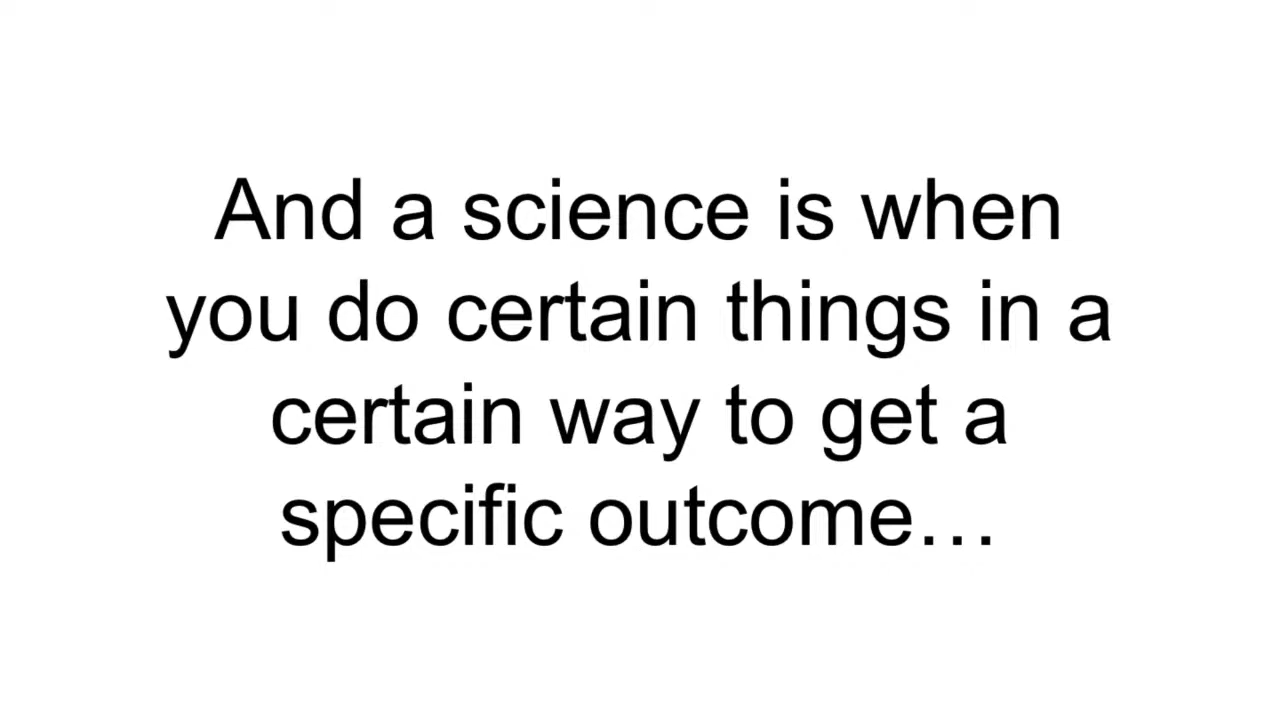 And a science is when
you do certain things in a
certain way to get a
specific outcome…